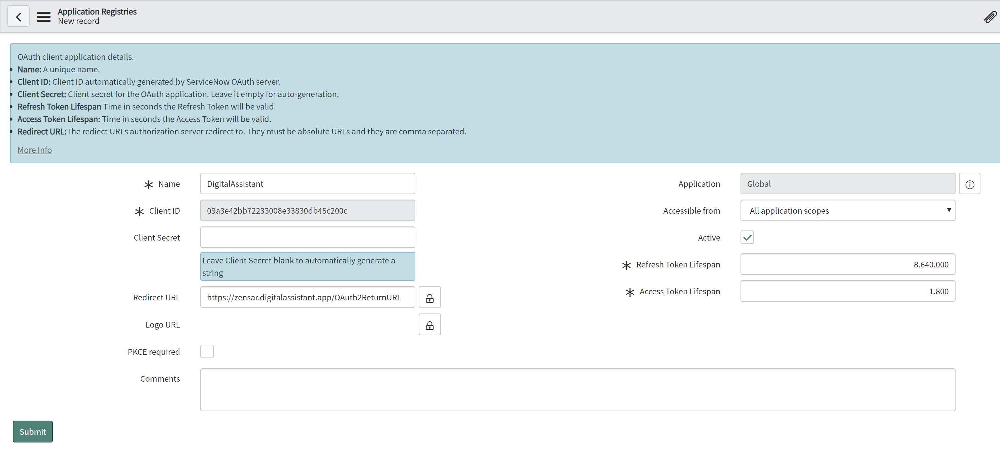 Application Registries
New record
OAuth client application details.
Name: A unique name.
Client ID: Client ID automatically generated by ServiceNow OAuth server.
Client Secret: Client secret for the OAuth application. Leave it empty for auto-generation.
Refresh Token Lifespan Time in seconds the Refresh Token will be valid.
Access Token Lifespan: Time in seconds the Access Token will be valid.
Redirect URL:The rediect URLs authorization server redirect to. They must be absolute URLs and they are comma separated.
More Info
Name DigitalAssistant
Client ID 09a3e42bb72233008e33830db45c200c
Client Secret
Leave Client Secret blank to automatically generate a
string
Redirect URL https://zensar.digitalassistant.app/OAuth2ReturnURL
Logo URL
PKCE required
Application Global
Accessible from All application scopes
Active
Refresh Token Lifespan 8.640.000
Access Token Lifespan 1.800
Comments
Submit